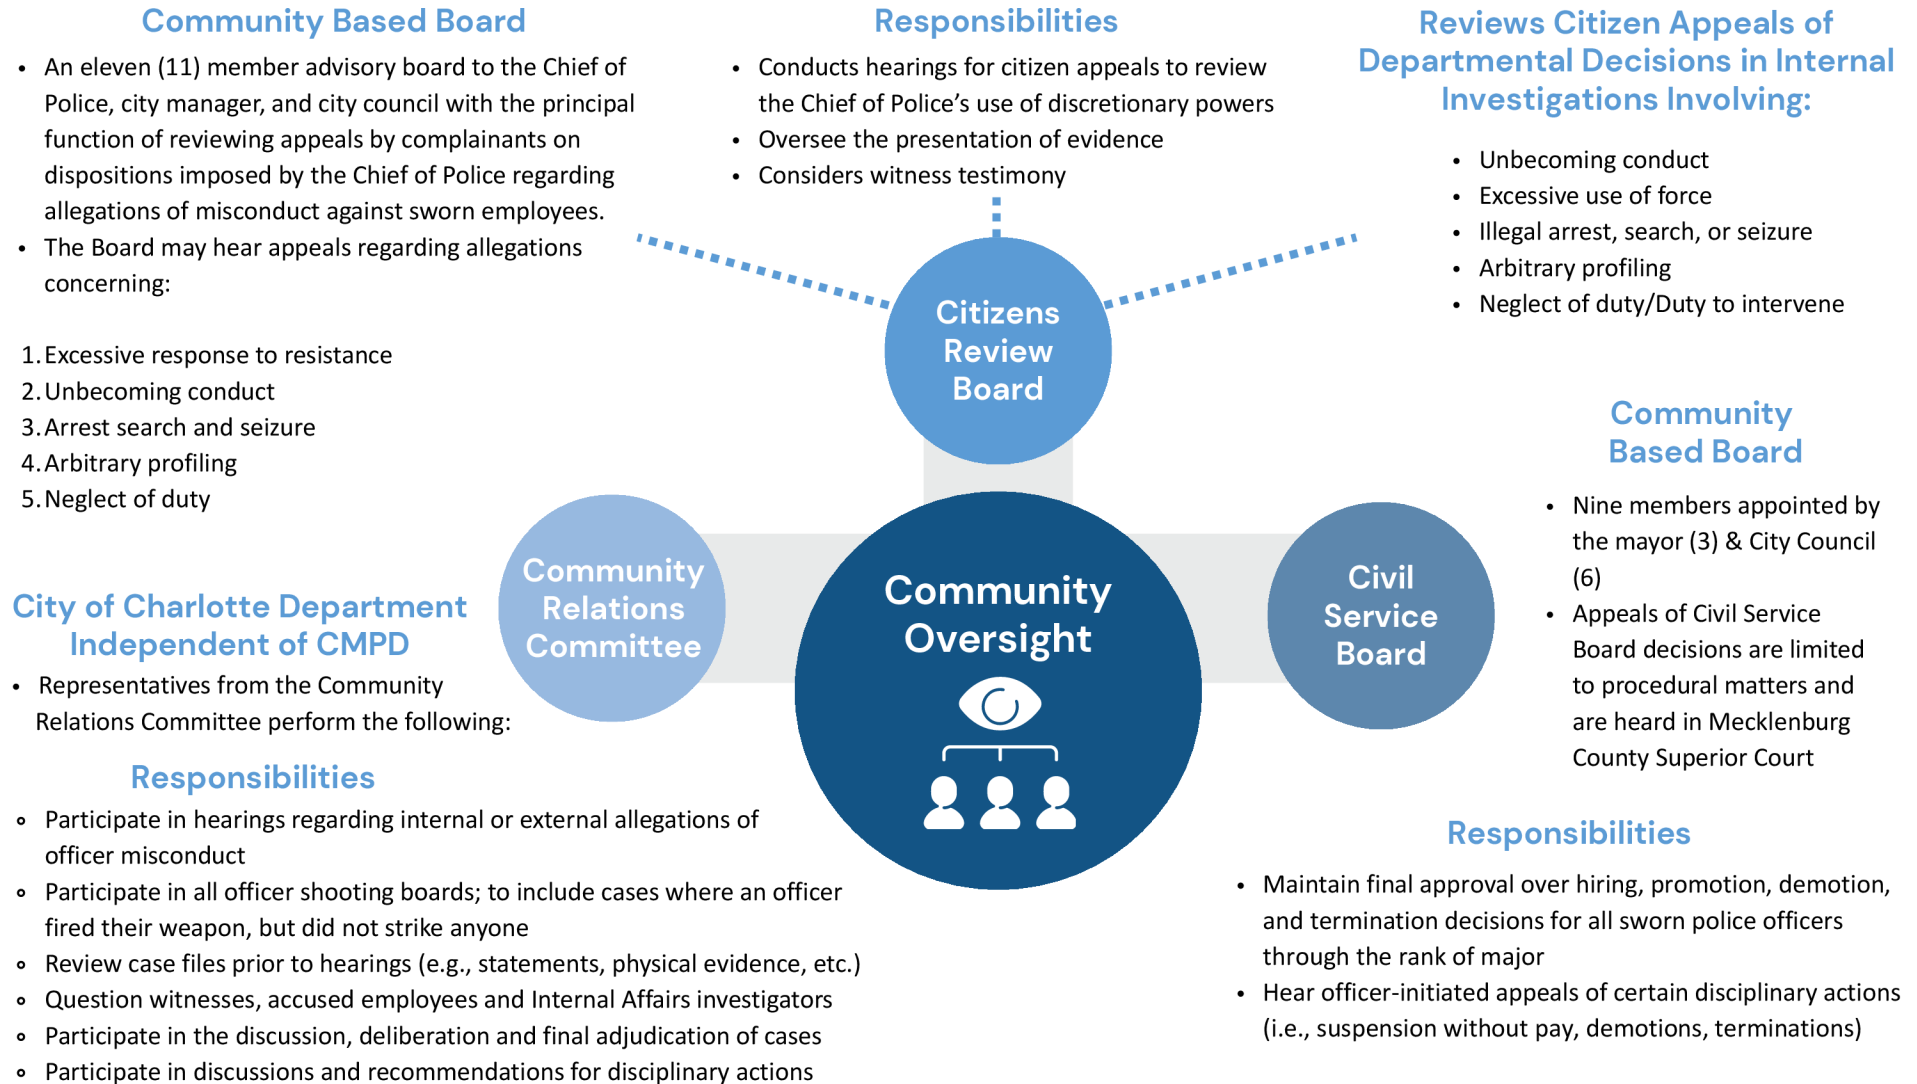 Community Based Board
• An eleven (11) member advisory board to the Chief of
Police, city manager, and city council with the principal
function of reviewing appeals by complainants on
dispositions imposed by the Chief of Police regarding
allegations of misconduct against sworn employees.
• The Board may hear appeals regarding allegations
concerning:
1. Excessive response to resistance
2. Unbecoming conduct
3. Arrest search and seizure
4. Arbitrary profiling
5. Neglect of duty
Responsibilities
• Conducts hearings for citizen appeals to review
the Chief of Police’s use of discretionary powers
• Oversee the presentation of evidence
• Considers witness testimony
Reviews Citizen Appeals of
Departmental Decisions in Internal
Investigations Involving:
• Unbecoming conduct
• Excessive use of force
• Illegal arrest, search, or seizure
• Arbitrary profiling
• Neglect of duty/Duty to intervene
Citizens
Review
Board
Community
Relations
Committee
Community
Oversight
Civil
Service
Board
City of Charlotte Department
Independent of CMPD
• Representatives from the Community
Relations Committee perform the following:
Responsibilities
Participate in hearings regarding internal or external allegations of
officer misconduct
Participate in all officer shooting boards; to include cases where an officer
fired their weapon, but did not strike anyone
Review case files prior to hearings (e.g., statements, physical evidence, etc.)
Question witnesses, accused employees and Internal Affairs investigators
Participate in the discussion, deliberation and final adjudication of cases
Participate in discussions and recommendations for disciplinary actions
Community
Based Board
• Nine members appointed by
the mayor (3) & City Council
(6)
• Appeals of Civil Service
Board decisions are limited
to procedural matters and
are heard in Mecklenburg
County Superior Court
Responsibilities
• Maintain final approval over hiring, promotion, demotion,
and termination decisions for all sworn police officers
through the rank of major
• Hear officer-initiated appeals of certain disciplinary actions
(i.e., suspension without pay, demotions, terminations)